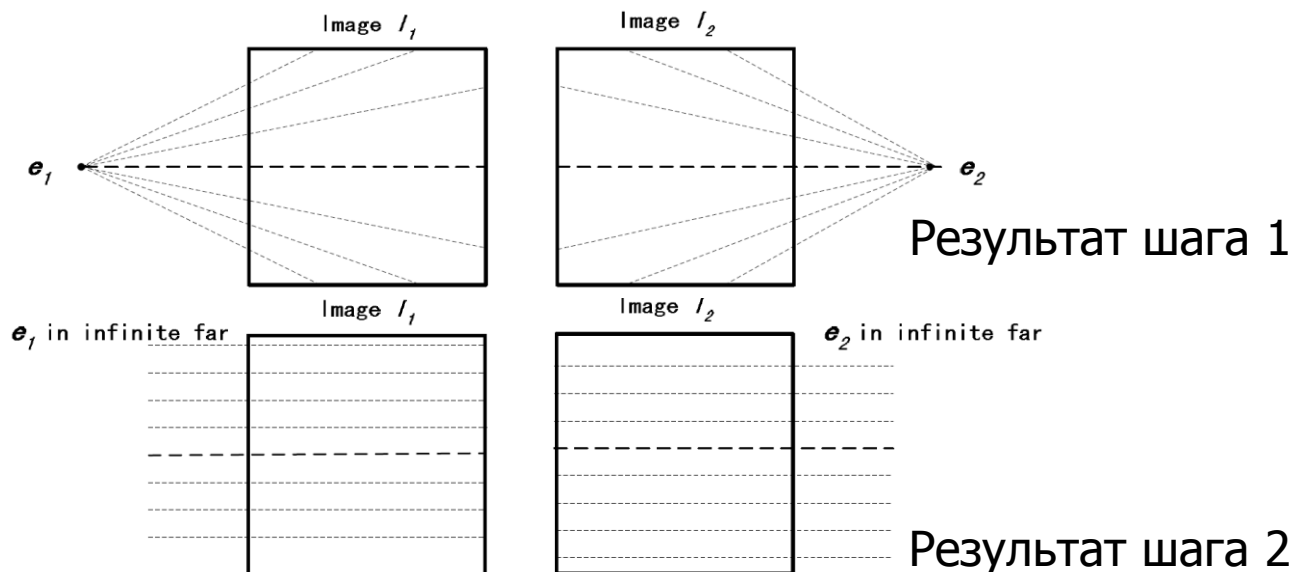 Image I1
Image I2
e1
e2
Результат шага 1
Image I1
Image I2
e1 in infinite far
e2 in infinite far
Результат шага 2